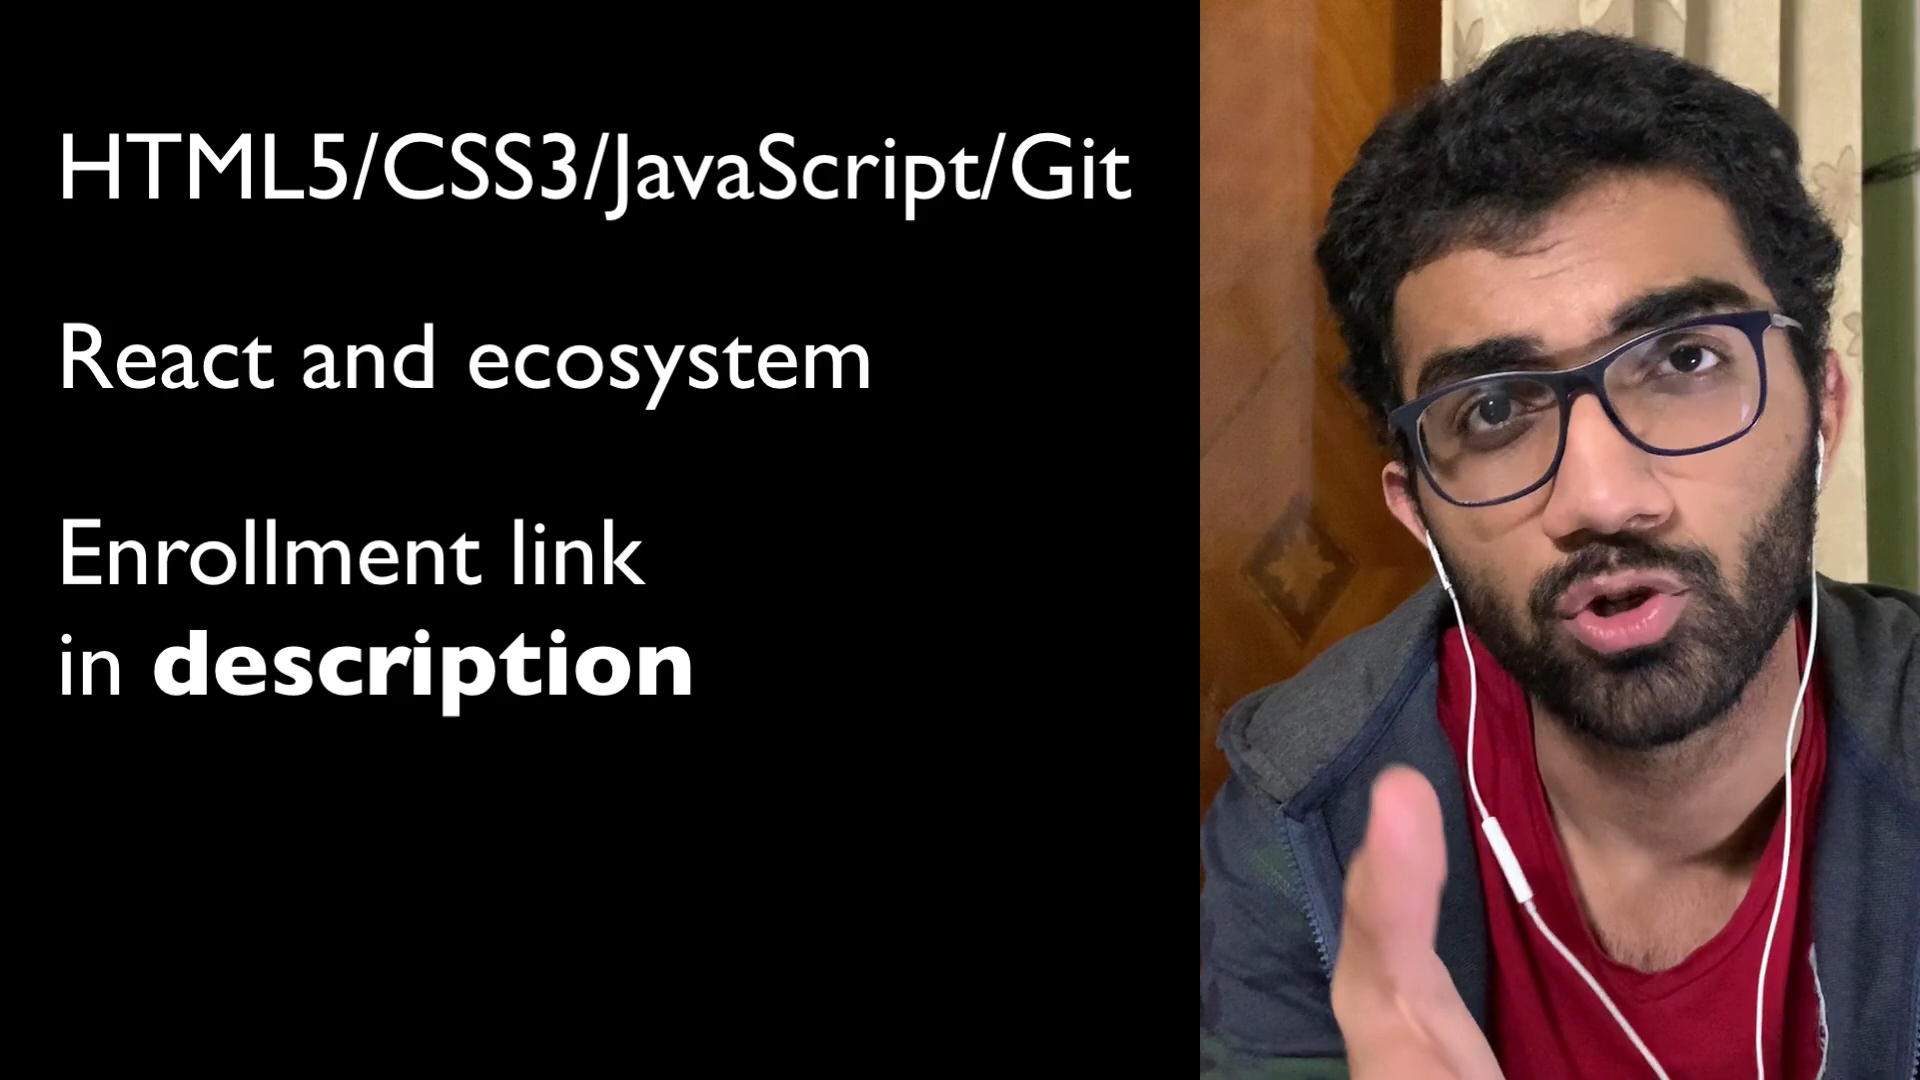 HTML5/CSS3/JavaScript/Git
React and ecosystem
Enrollment link
in description